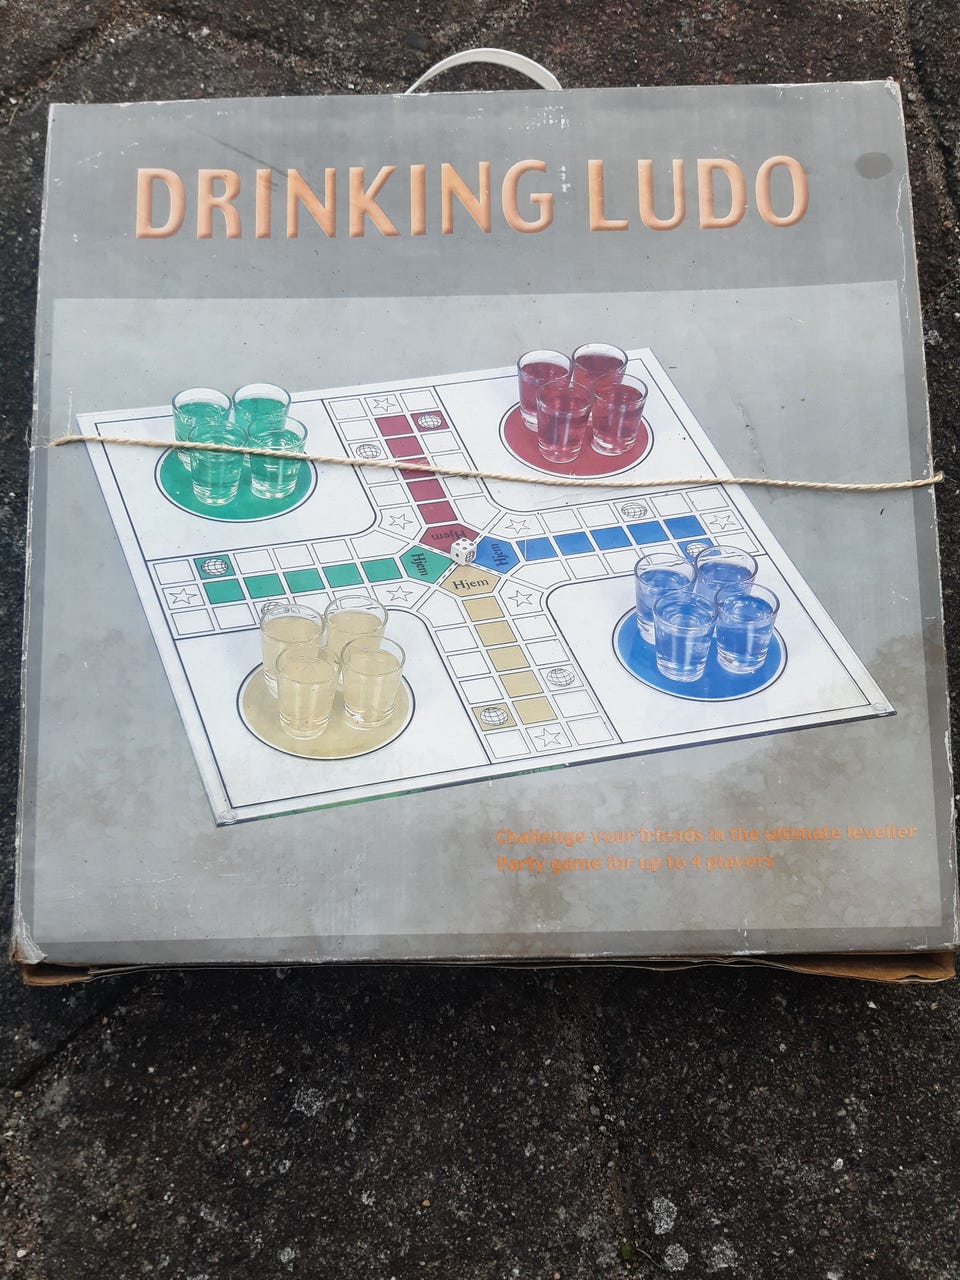 DRINKING LUDO
Hjem
Hjem
Hjem
Hjem
Challenge your friends in the ultimate leveller
Party game for up to 4 players